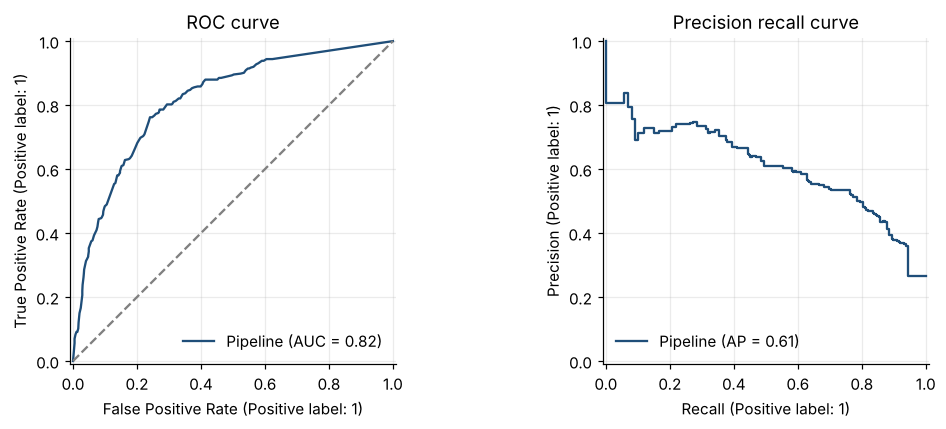 ROC curve
True Positive Rate (Positive label: 1)
1.0
0.8
0.6
0.4
0.2
0.0
Pipeline (AUC = 0.82)
0.0 0.2 0.4 0.6 0.8 1.0
False Positive Rate (Positive label: 1)
Precision recall curve
Precision (Positive label: 1)
1.0
0.8
0.6
0.4
0.2
0.0
Pipeline (AP = 0.61)
0.0 0.2 0.4 0.6 0.8 1.0
Recall (Positive label: 1)